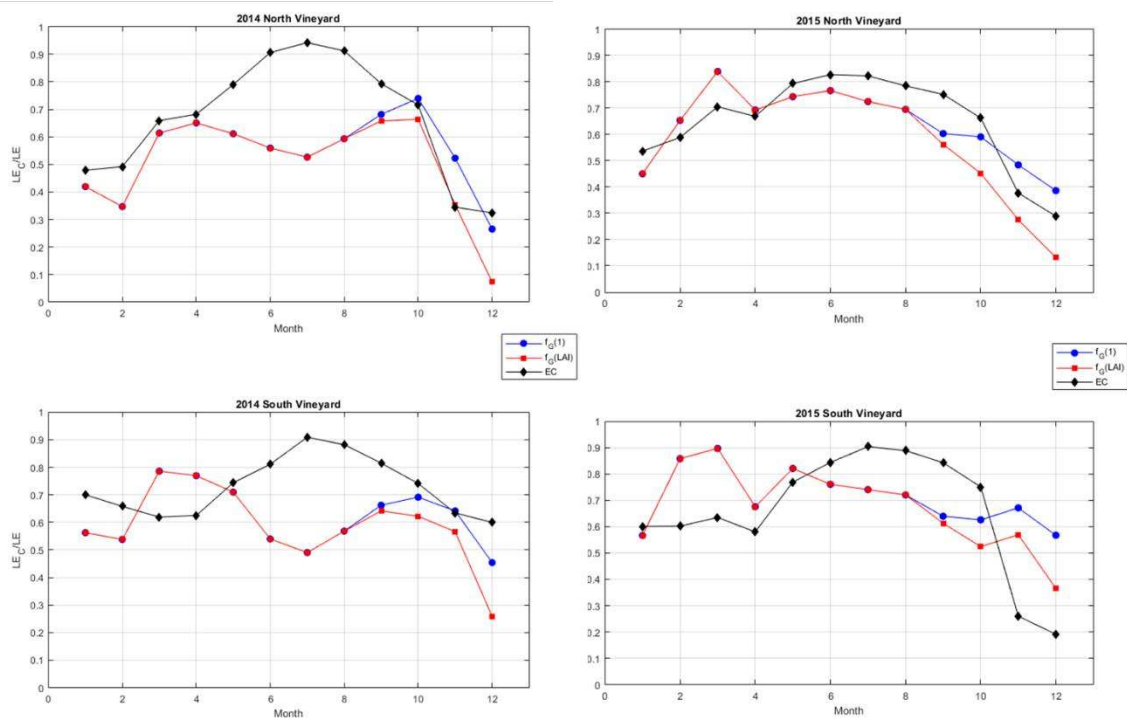 2014 North Vineyard
1
0.9
0.8
0.7
0.6
0.5
0.4
0.3
0.2
0.1
0
LE_C/LE
0 2 4 6 8 10 12
Month
2015 North Vineyard
1
0.9
0.8
0.7
0.6
0.5
0.4
0.3
0.2
0.1
0
0 2 4 6 8 10 12
Month
f_G(1)
f_G(LAI)
EC
f_G(1)
f_G(LAI)
EC
2014 South Vineyard
1
0.9
0.8
0.7
0.6
0.5
0.4
0.3
0.2
0.1
0
LE_C/LE
0 2 4 6 8 10 12
Month
2015 South Vineyard
1
0.9
0.8
0.7
0.6
0.5
0.4
0.3
0.2
0.1
0
0 2 4 6 8 10 12
Month